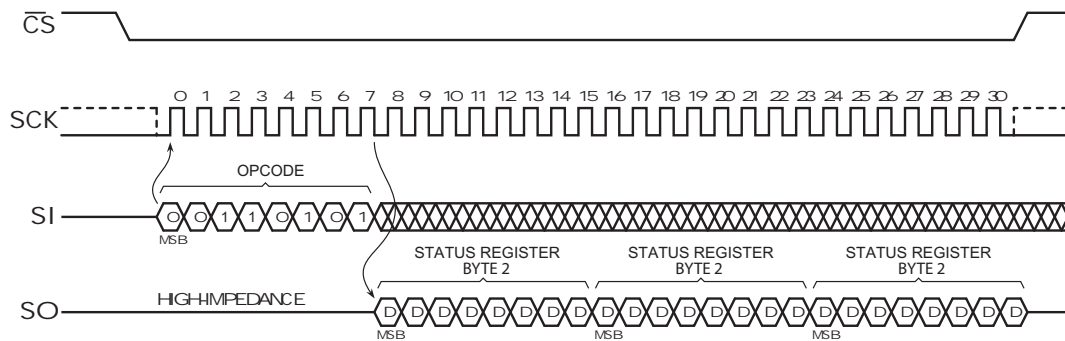 CS
SCK
0 1 2 3 4 5 6 7 8 9 10 11 12 13 14 15 16 17 18 19 20 21 22 23 24 25 26 27 28 29 30
OPCODE
SI
0 0 1 1 0 1 0 1
MSB
STATUS REGISTER
BYTE 2
STATUS REGISTER
BYTE 2
STATUS REGISTER
BYTE 2
SO
HIGH-IMPEDANCE
D D D D D D D D D D D D D D D D D D D D D D D D
MSB
MSB
MSB